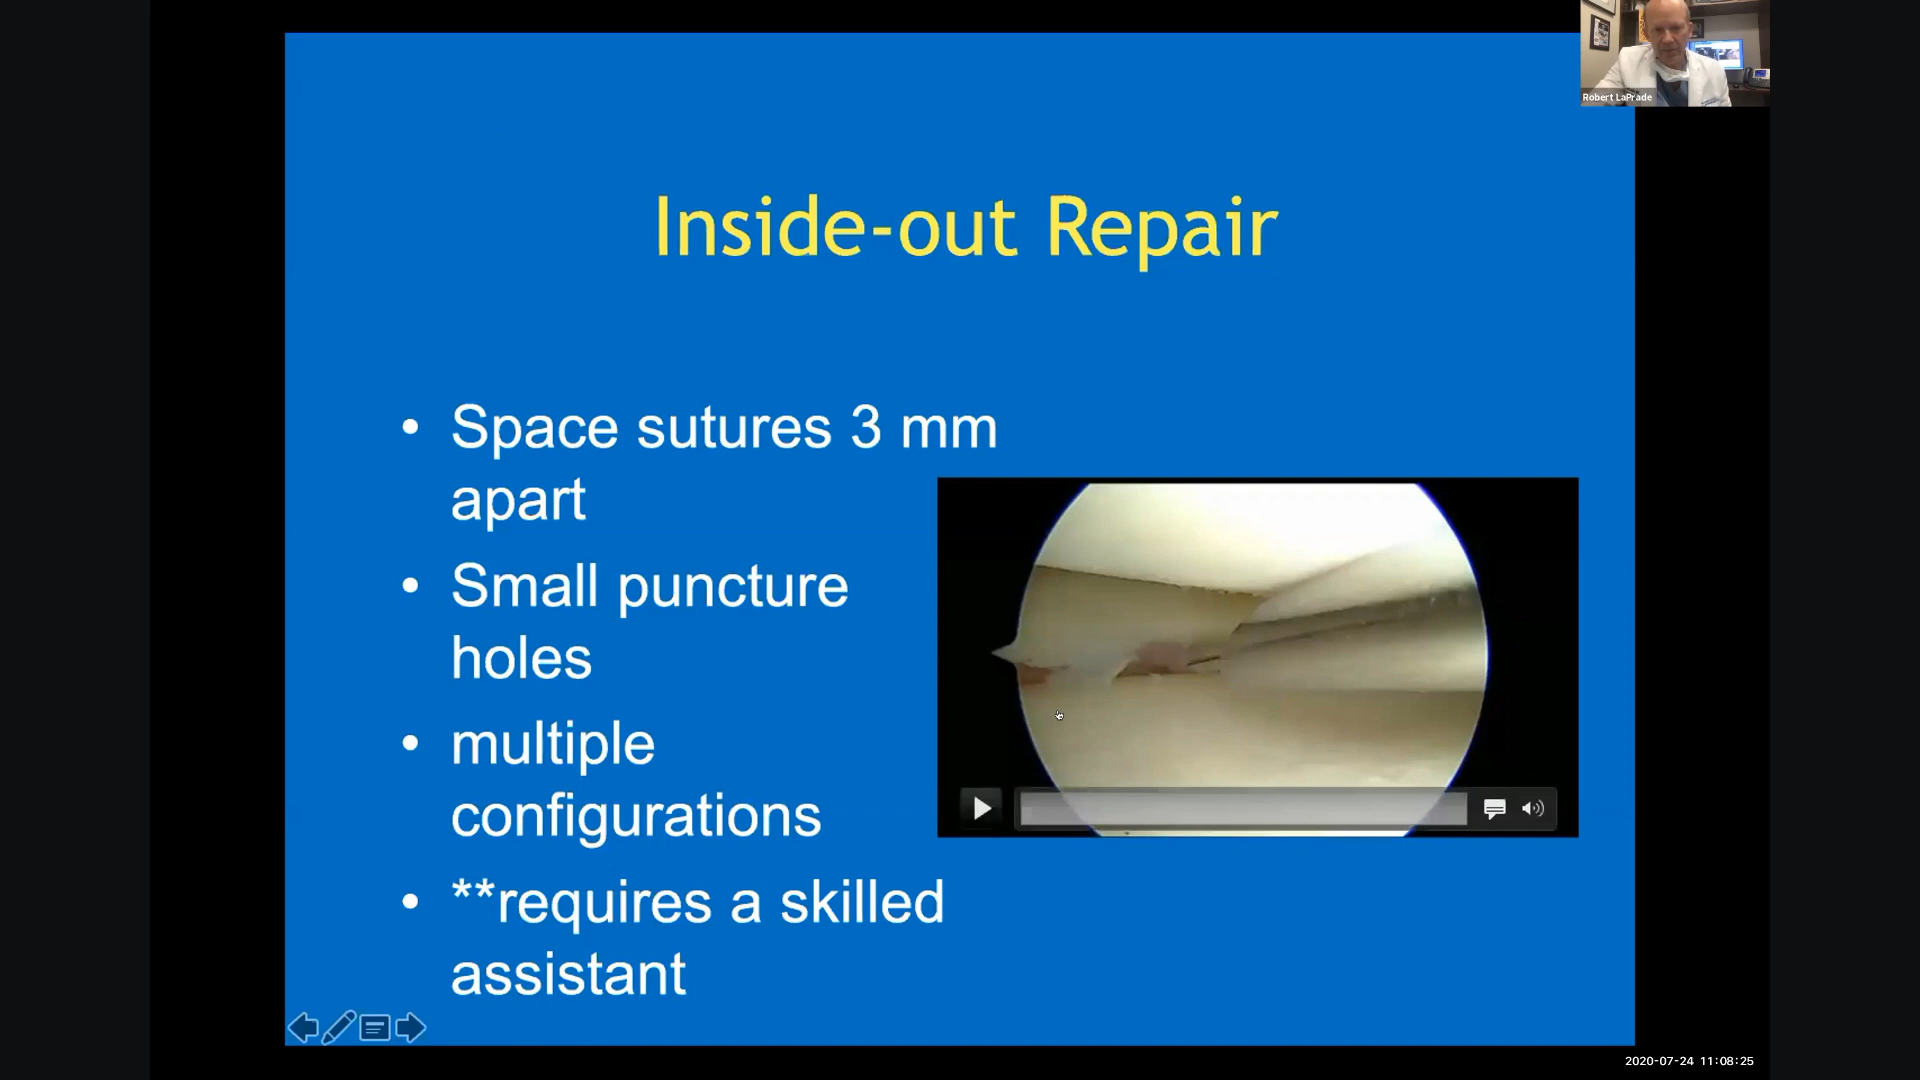 Robert LaPrade
Inside-out Repair
• Space sutures 3 mm
apart
• Small puncture
holes
• multiple
configurations
• **requires a skilled
assistant
2020-07-24 11:08:25